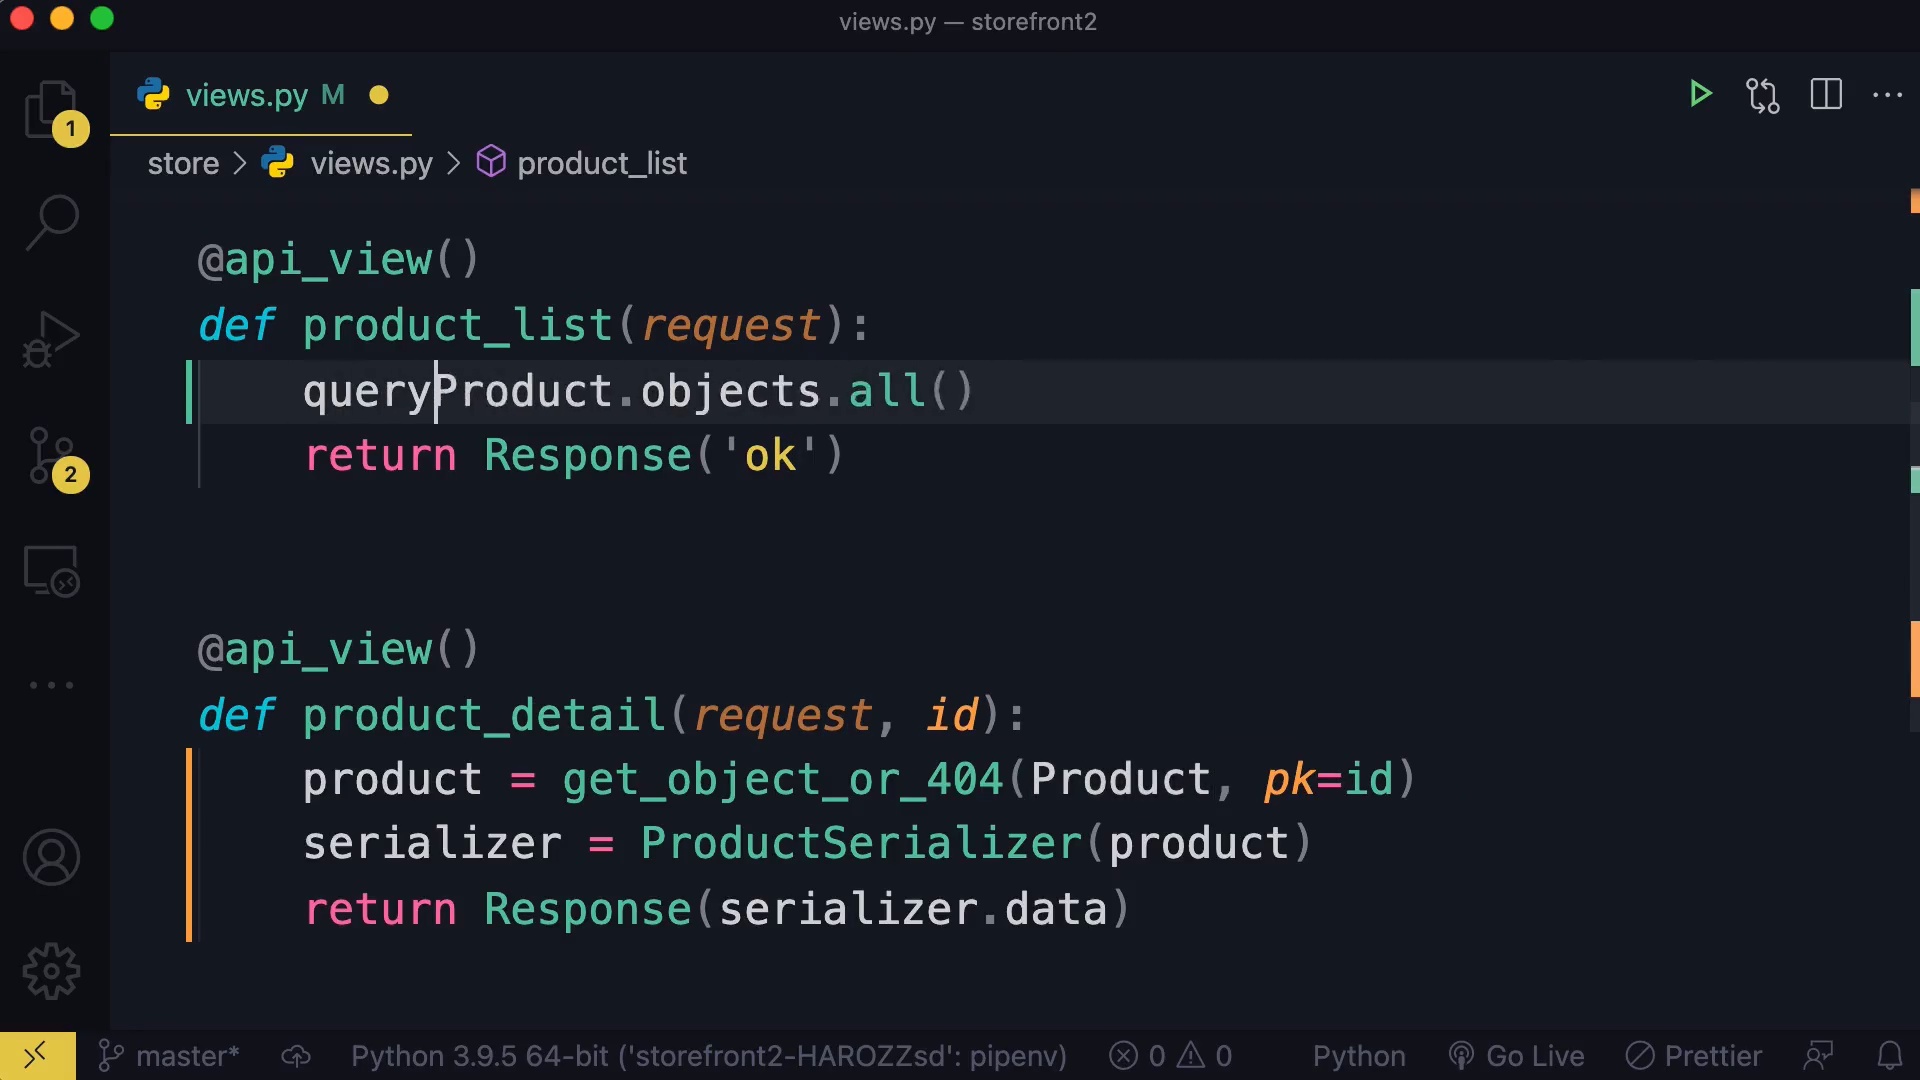 views.py — storefront2
views.py M
1
store > views.py > product_list
@api_view()
def product_list(request):
queryProduct.objects.all()
return Response('ok')
2
@api_view()
def product_detail(request, id):
product = get_object_or_404(Product, pk=id)
serializer = ProductSerializer(product)
return Response(serializer.data)
master* Python 3.9.5 64-bit ('storefront2-HAROZZsd': pipenv) 0 0 Python Go Live Prettier